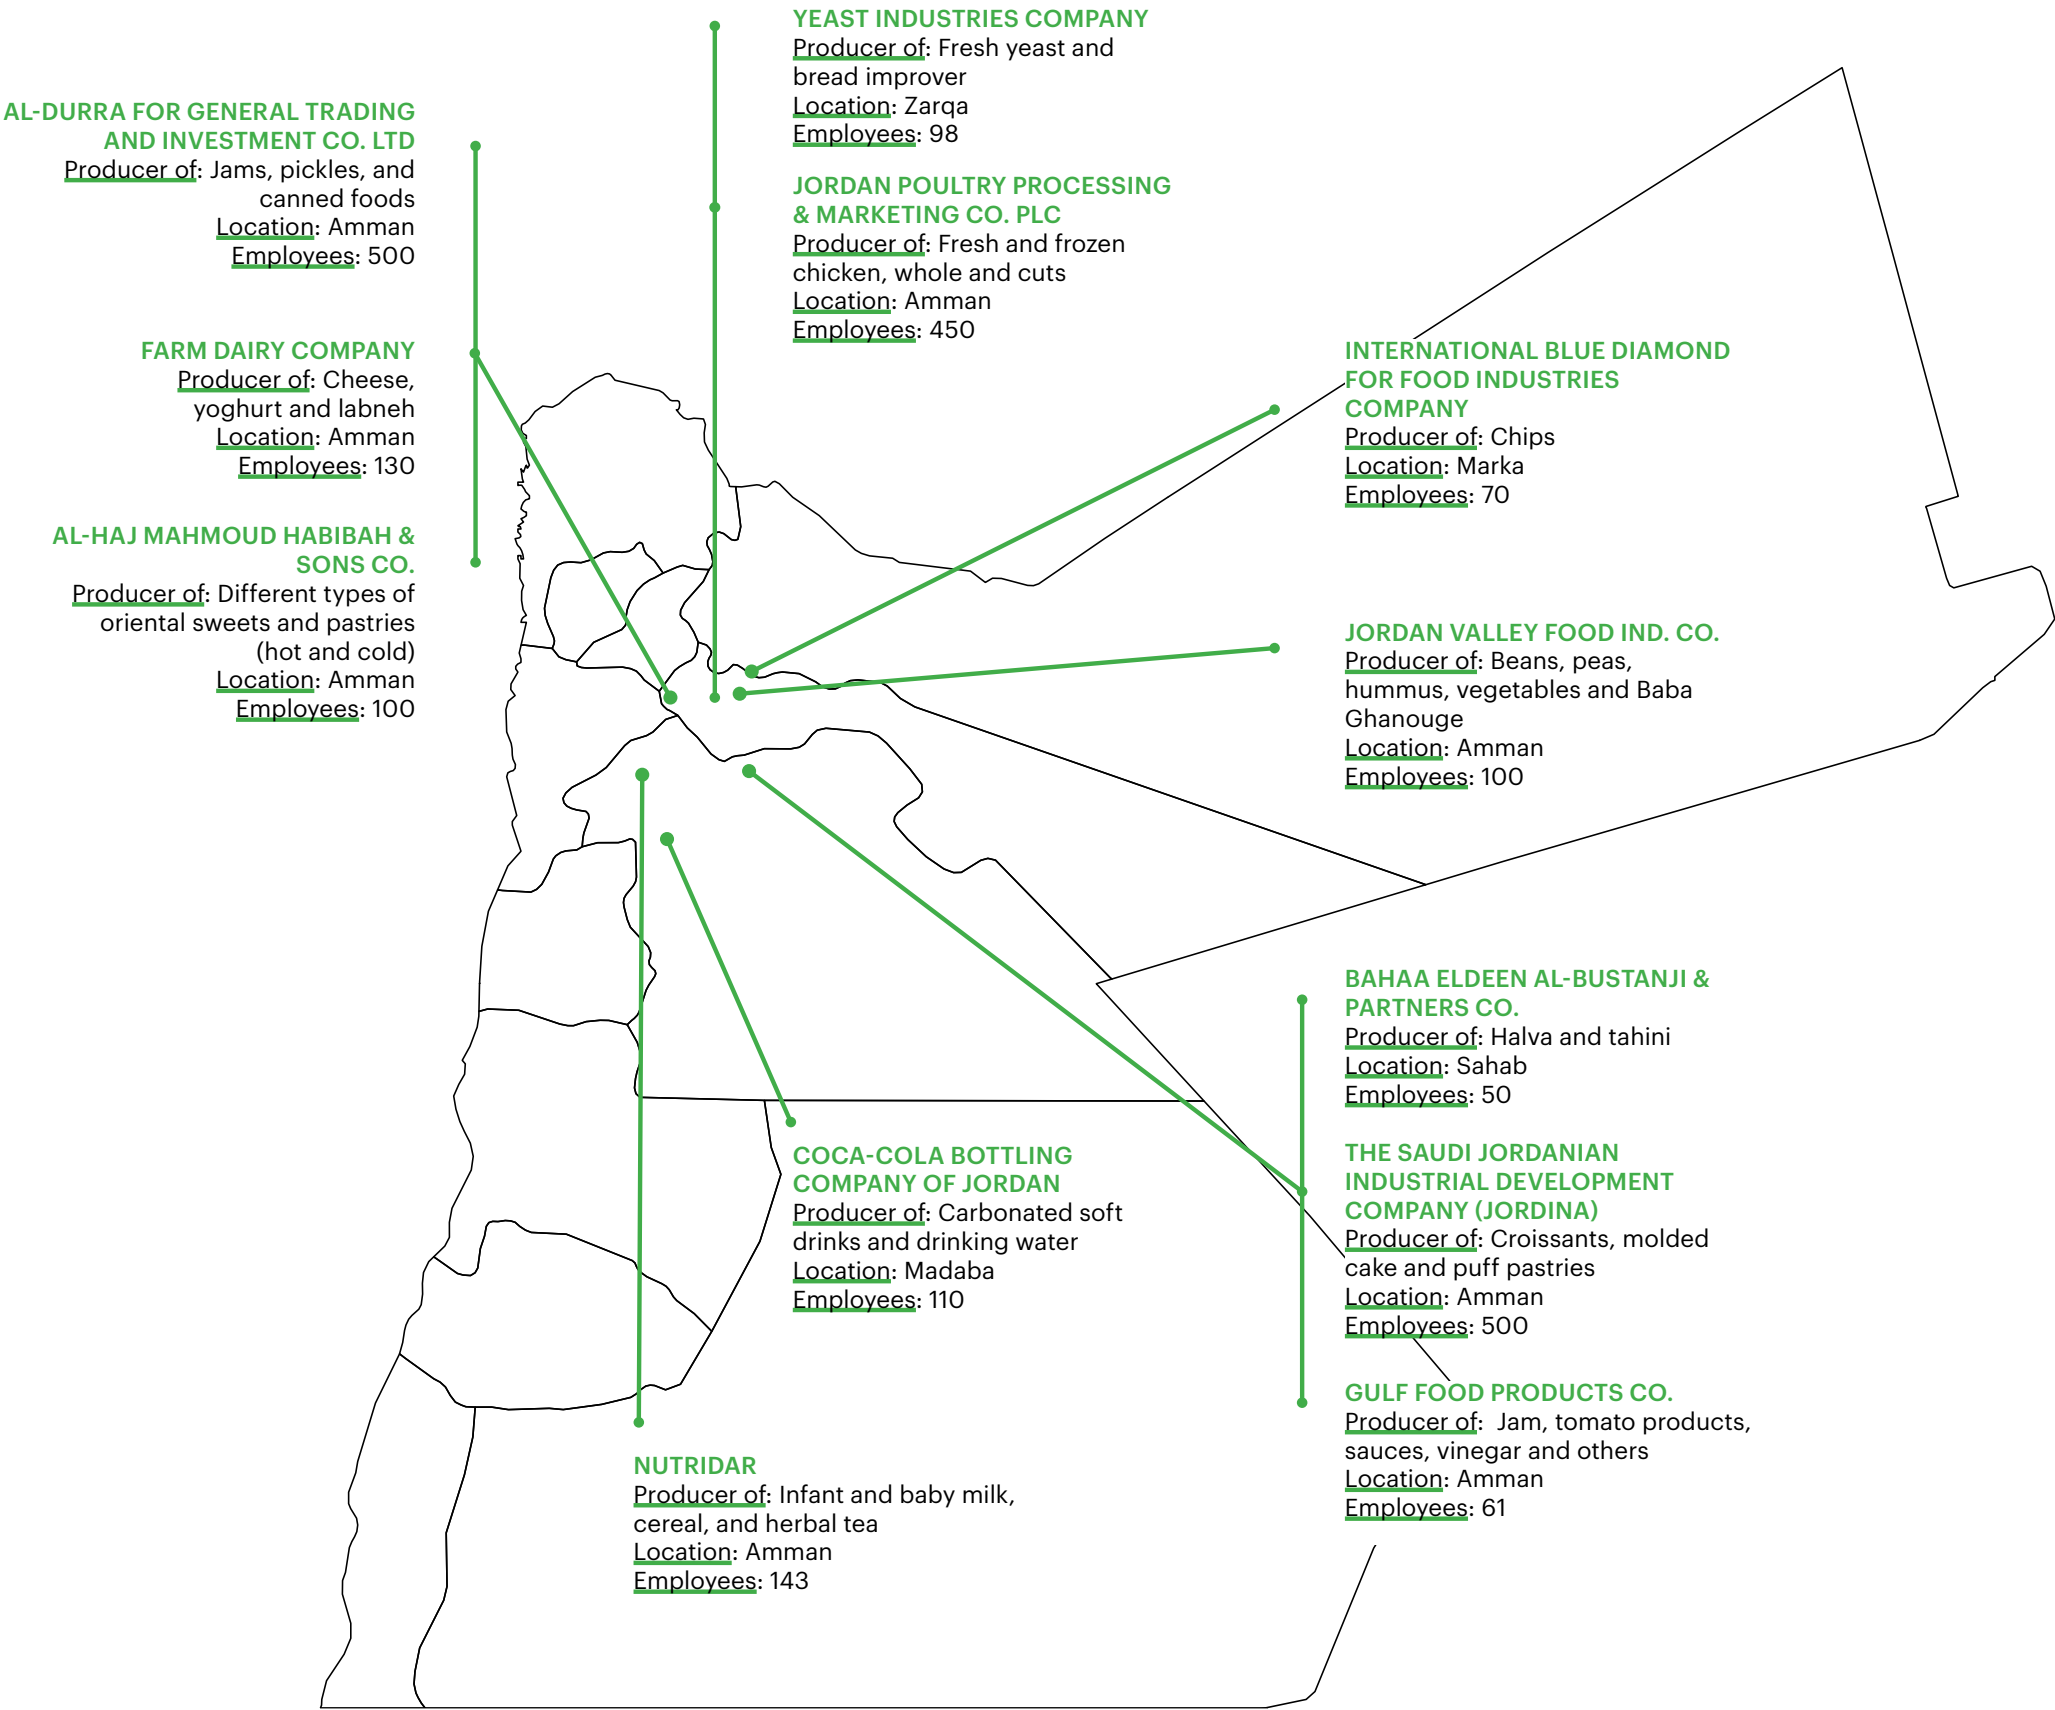 YEAST INDUSTRIES COMPANY
Producer of: Fresh yeast and
bread improver
Location: Zarqa
Employees: 98
AL-DURRA FOR GENERAL TRADING
AND INVESTMENT CO. LTD
Producer of: Jams, pickles, and
canned foods
Location: Amman
Employees: 500
JORDAN POULTRY PROCESSING
& MARKETING CO. PLC
Producer of: Fresh and frozen
chicken, whole and cuts
Location: Amman
Employees: 450
FARM DAIRY COMPANY
Producer of: Cheese,
yoghurt and labneh
Location: Amman
Employees: 130
INTERNATIONAL BLUE DIAMOND
FOR FOOD INDUSTRIES
COMPANY
Producer of: Chips
Location: Marka
Employees: 70
AL-HAJ MAHMOUD HABIBAH &
SONS CO.
Producer of: Different types of
oriental sweets and pastries
(hot and cold)
Location: Amman
Employees: 100
JORDAN VALLEY FOOD IND. CO.
Producer of: Beans, peas,
hummus, vegetables and Baba
Ghanouge
Location: Amman
Employees: 100
BAHAA ELDEEN AL-BUSTANJI &
PARTNERS CO.
Producer of: Halva and tahini
Location: Sahab
Employees: 50
COCA-COLA BOTTLING
COMPANY OF JORDAN
Producer of: Carbonated soft
drinks and drinking water
Location: Madaba
Employees: 110
THE SAUDI JORDANIAN
INDUSTRIAL DEVELOPMENT
COMPANY (JORDINA)
Producer of: Croissants, molded
cake and puff pastries
Location: Amman
Employees: 500
GULF FOOD PRODUCTS CO.
Producer of: Jam, tomato products,
sauces, vinegar and others
Location: Amman
Employees: 61
NUTRIDAR
Producer of: Infant and baby milk,
cereal, and herbal tea
Location: Amman
Employees: 143